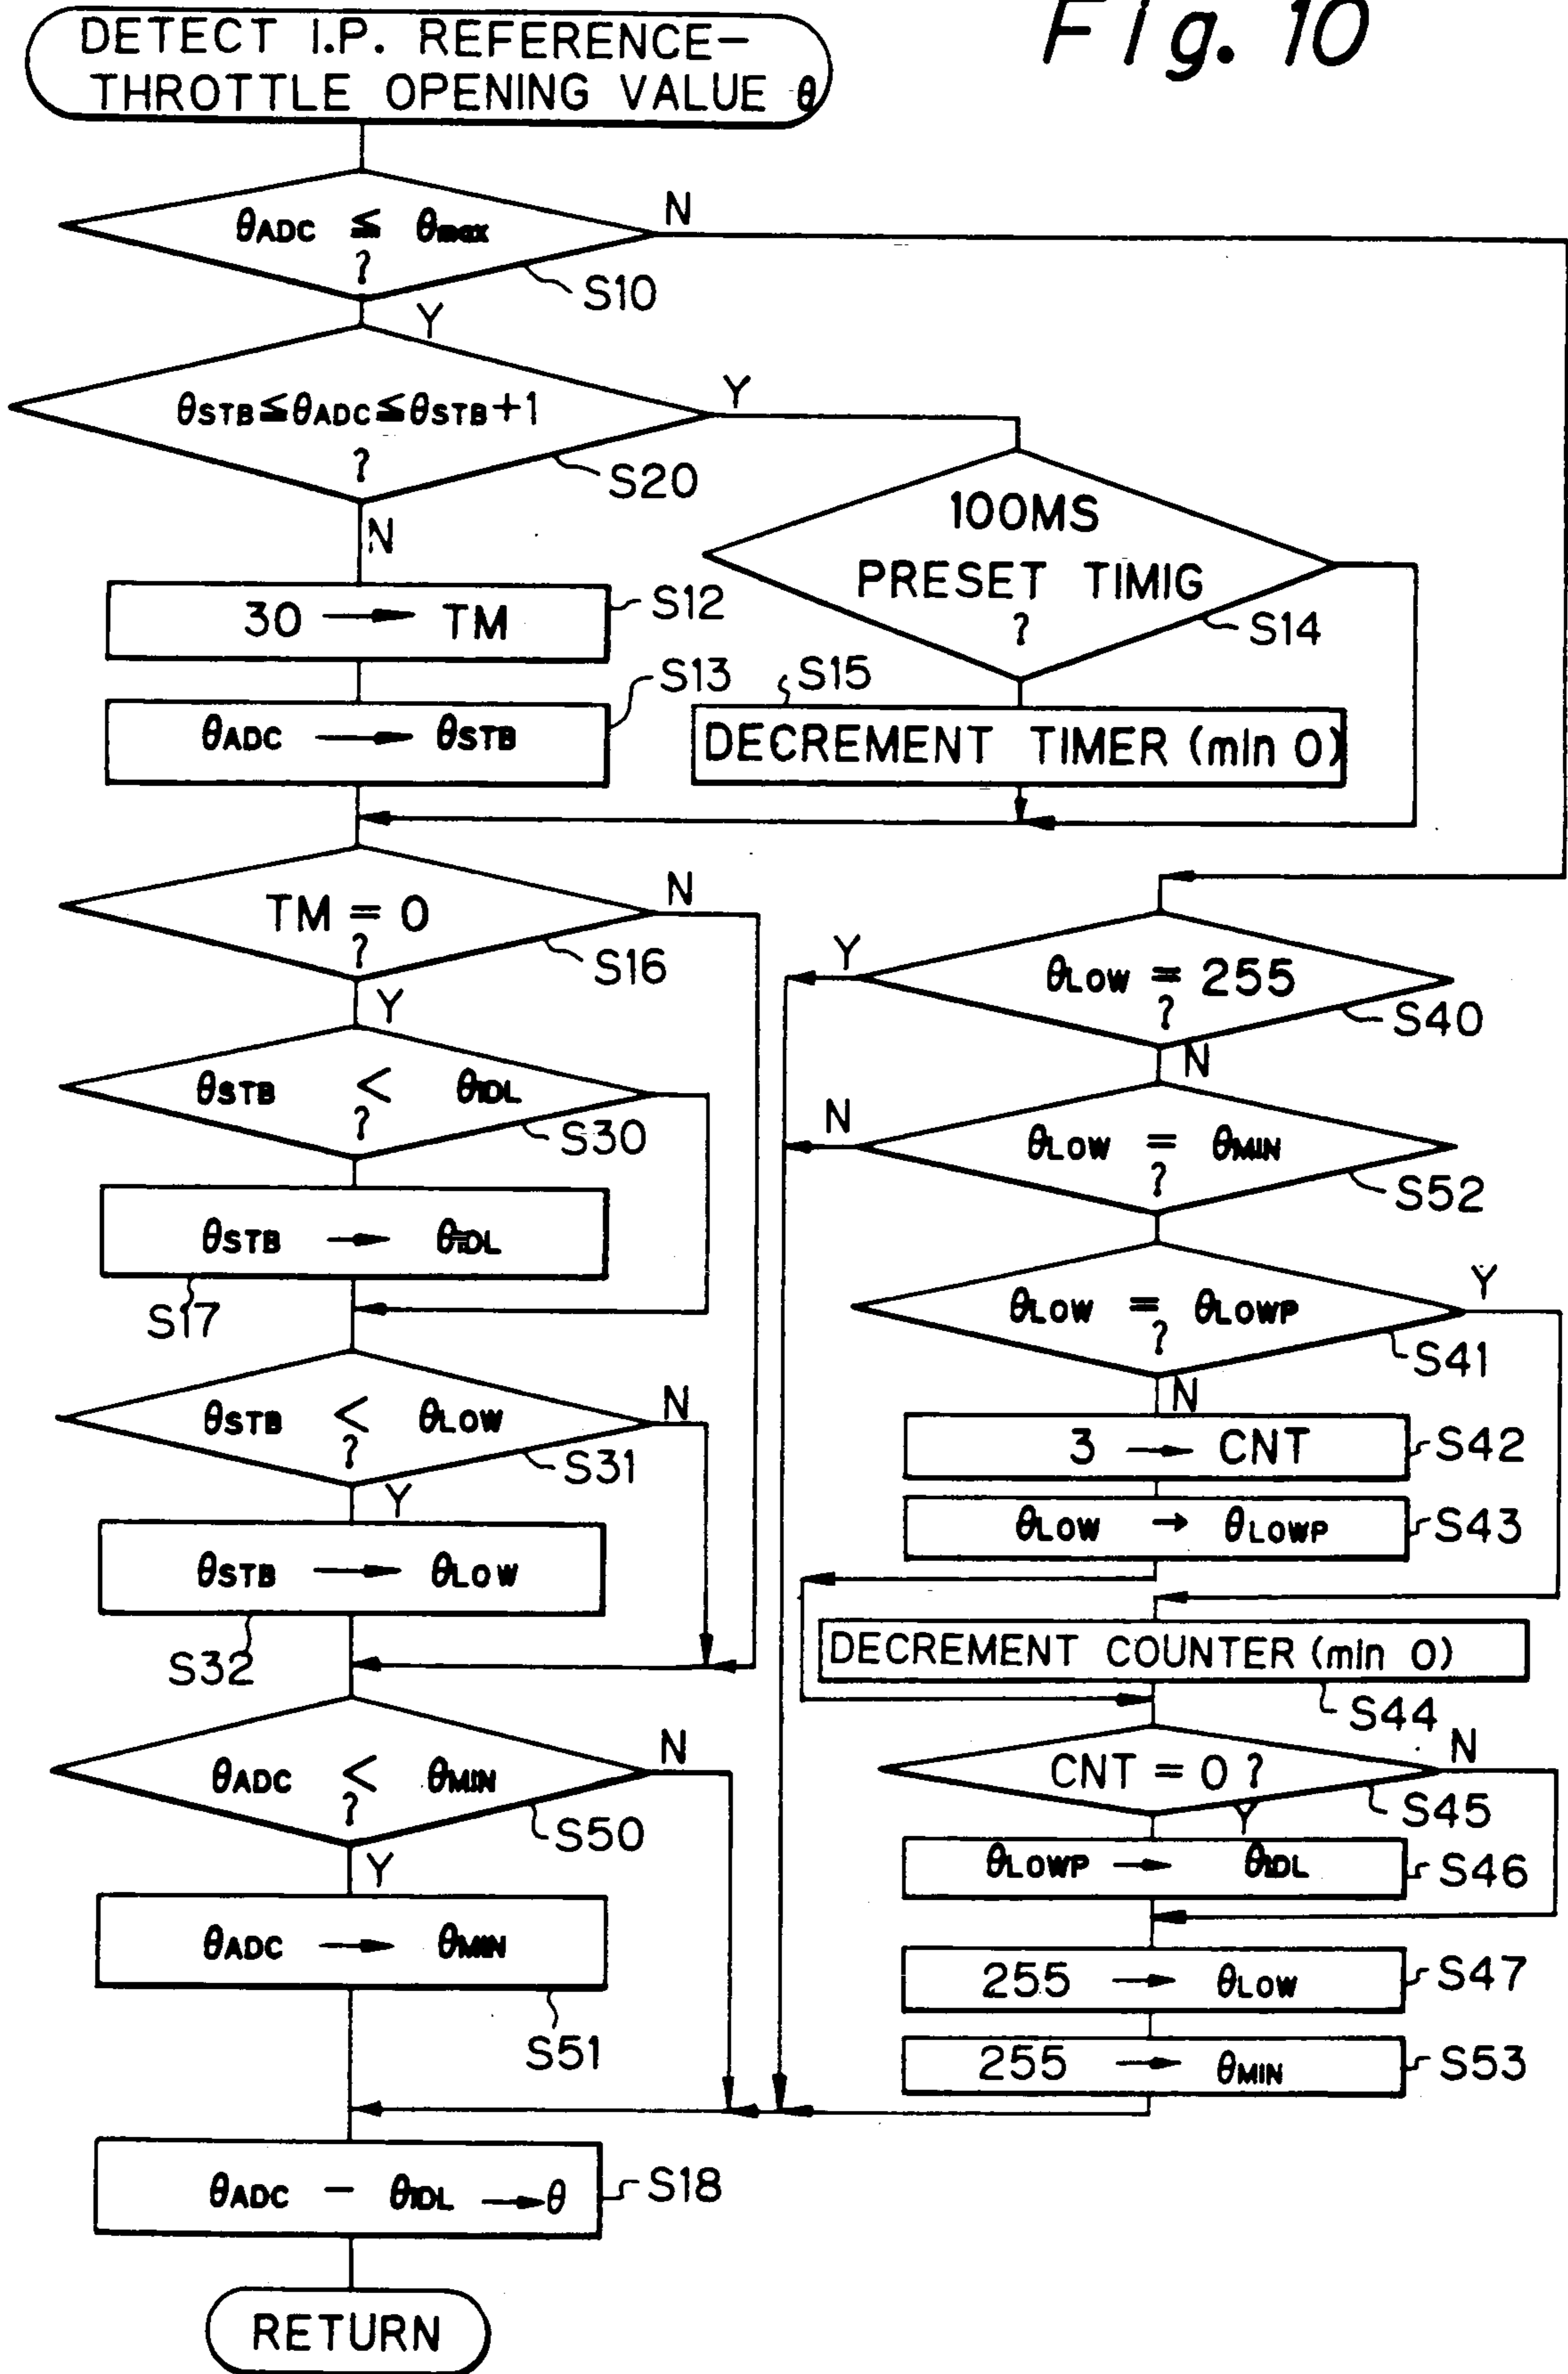 Fig. 10
DETECT I.P. REFERENCE-
THROTTLE OPENING VALUE θ
θADC ≦ θmax
?
N
S10
Y
θSTB≦θADC≦θSTB+1
?
Y
S20
N
100MS
PRESET TIMIG
?
S14
30 → TM
S12
S13
θADC → θSTB
S15
DECREMENT TIMER (min 0)
TM = 0
?
N
S16
Y
θSTB < θIDL
?
S30
θSTB → θIDL
S17
θSTB < θLOW
?
N
S31
Y
θSTB → θLOW
S32
θADC < θMIN
?
N
S50
Y
θADC → θMIN
S51
θLOW = 255
?
Y
S40
N
θLOW = θMIN
?
N
S52
θLOW = θLOWP
?
Y
S41
N
3 → CNT
S42
θLOW → θLOWP
S43
DECREMENT COUNTER (min 0)
S44
CNT = 0 ?
N
S45
Y
θLOWP → θIDL
S46
255 → θLOW
S47
255 → θMIN
S53
θADC - θIDL → θ
S18
RETURN